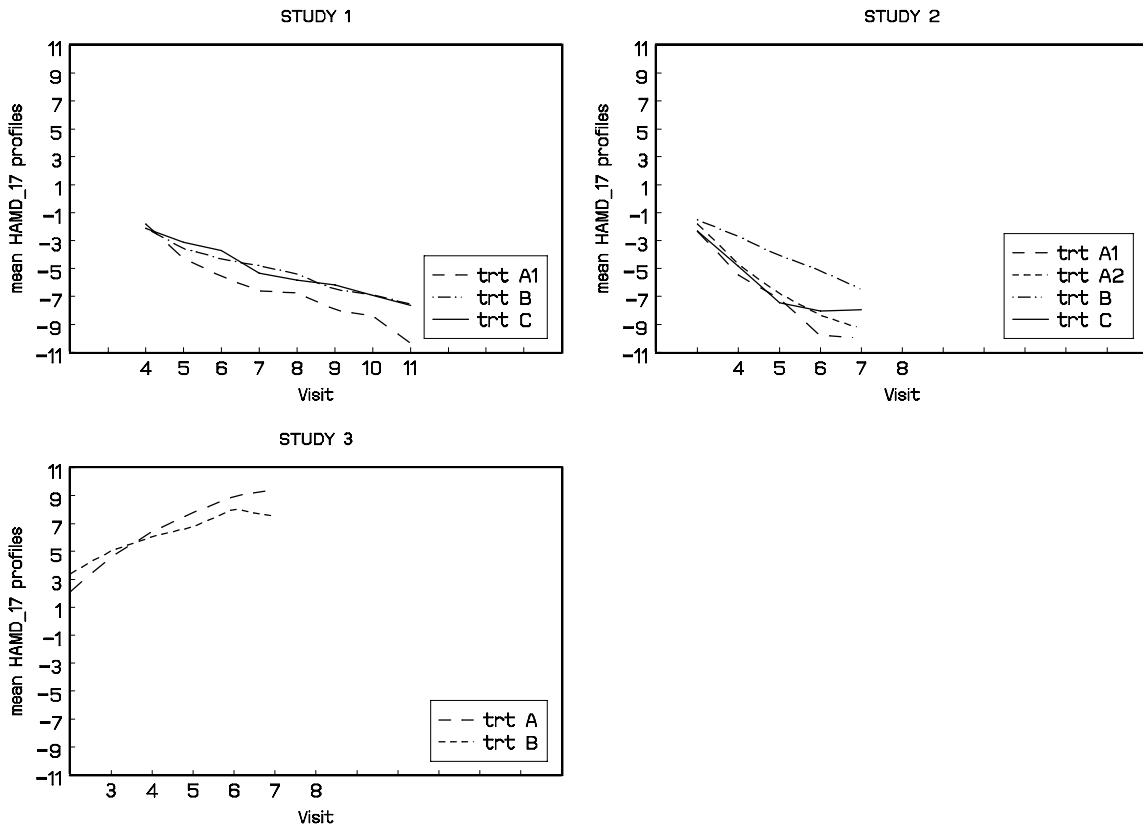 STUDY 1
mean HAMD_17 profiles
11
9
7
5
3
1
−1
−3
−5
−7
−9
−11
trt A1
trt B
trt C
4 5 6 7 8 9 10 11
Visit
STUDY 2
mean HAMD_17 profiles
11
9
7
5
3
1
−1
−3
−5
−7
−9
−11
trt A1
trt A2
trt B
trt C
4 5 6 7 8
Visit
STUDY 3
mean HAMD_17 profiles
11
9
7
5
3
1
−1
−3
−5
−7
−9
−11
trt A
trt B
3 4 5 6 7 8
Visit